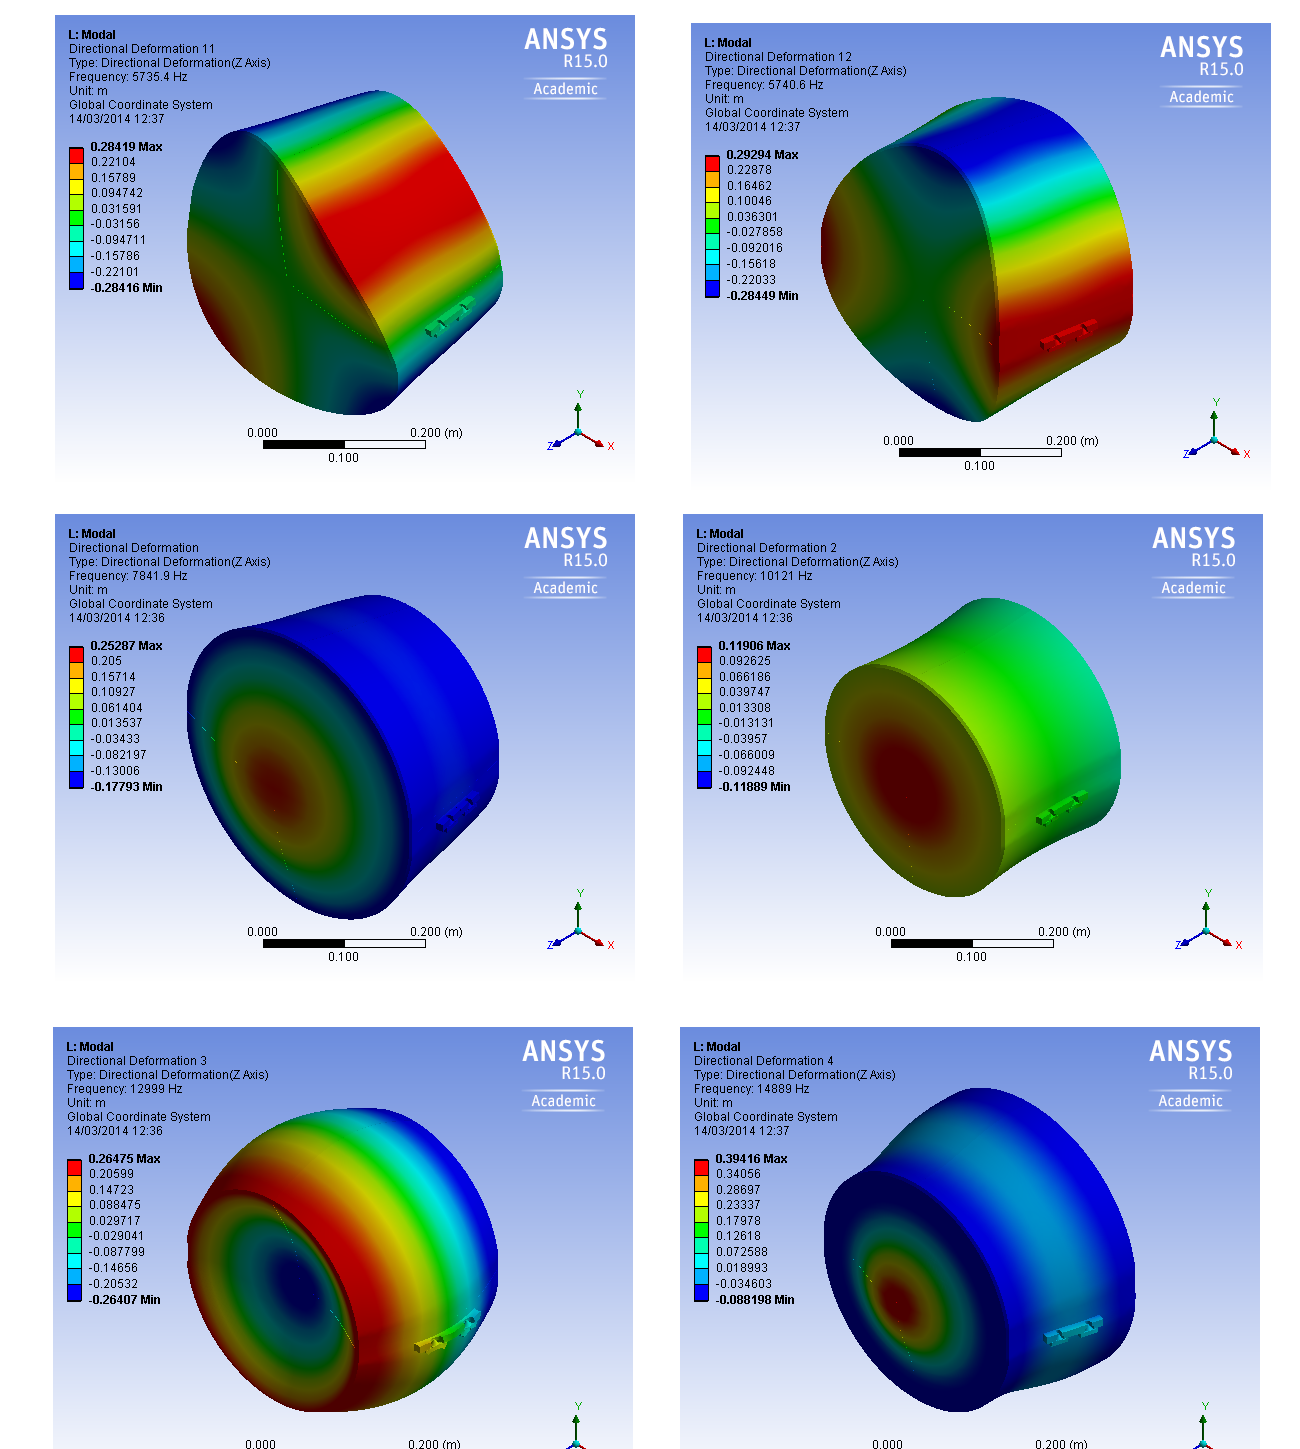 L: Modal
Directional Deformation 11
Type: Directional Deformation(Z Axis)
Frequency: 5735.4 Hz
Unit: m
Global Coordinate System
14/03/2014 12:37
ANSYS
R15.0
Academic
0.28419 Max
0.22104
0.15789
0.094742
0.031591
-0.03156
-0.094711
-0.15786
-0.22101
-0.28416 Min
0.000
0.200 (m)
0.100
Y
Z
X
L: Modal
Directional Deformation 12
Type: Directional Deformation(Z Axis)
Frequency: 5740.6 Hz
Unit: m
Global Coordinate System
14/03/2014 12:37
ANSYS
R15.0
Academic
0.29294 Max
0.22878
0.16462
0.10046
0.036301
-0.027858
-0.092016
-0.15618
-0.22033
-0.28449 Min
0.000
0.200 (m)
0.100
Y
Z
X
L: Modal
Directional Deformation
Type: Directional Deformation(Z Axis)
Frequency: 7841.9 Hz
Unit: m
Global Coordinate System
14/03/2014 12:36
ANSYS
R15.0
Academic
0.25287 Max
0.205
0.15714
0.10927
0.061404
0.013537
-0.03433
-0.082197
-0.13006
-0.17793 Min
0.000
0.200 (m)
0.100
Y
Z
X
L: Modal
Directional Deformation 2
Type: Directional Deformation(Z Axis)
Frequency: 10121 Hz
Unit: m
Global Coordinate System
14/03/2014 12:36
ANSYS
R15.0
Academic
0.11906 Max
0.092625
0.066186
0.039747
0.013308
-0.013131
-0.03957
-0.066009
-0.092448
-0.11889 Min
0.000
0.200 (m)
0.100
Y
Z
X
L: Modal
Directional Deformation 3
Type: Directional Deformation(Z Axis)
Frequency: 12999 Hz
Unit: m
Global Coordinate System
14/03/2014 12:36
ANSYS
R15.0
Academic
0.26475 Max
0.20599
0.14723
0.088475
0.029717
-0.029041
-0.087799
-0.14656
-0.20532
-0.26407 Min
Y
0.000
0.200 (m)
L: Modal
Directional Deformation 4
Type: Directional Deformation(Z Axis)
Frequency: 14889 Hz
Unit: m
Global Coordinate System
14/03/2014 12:37
ANSYS
R15.0
Academic
0.39416 Max
0.34056
0.28697
0.23337
0.17978
0.12618
0.072588
0.018993
-0.034603
-0.088198 Min
Y
0.000
0.200 (m)